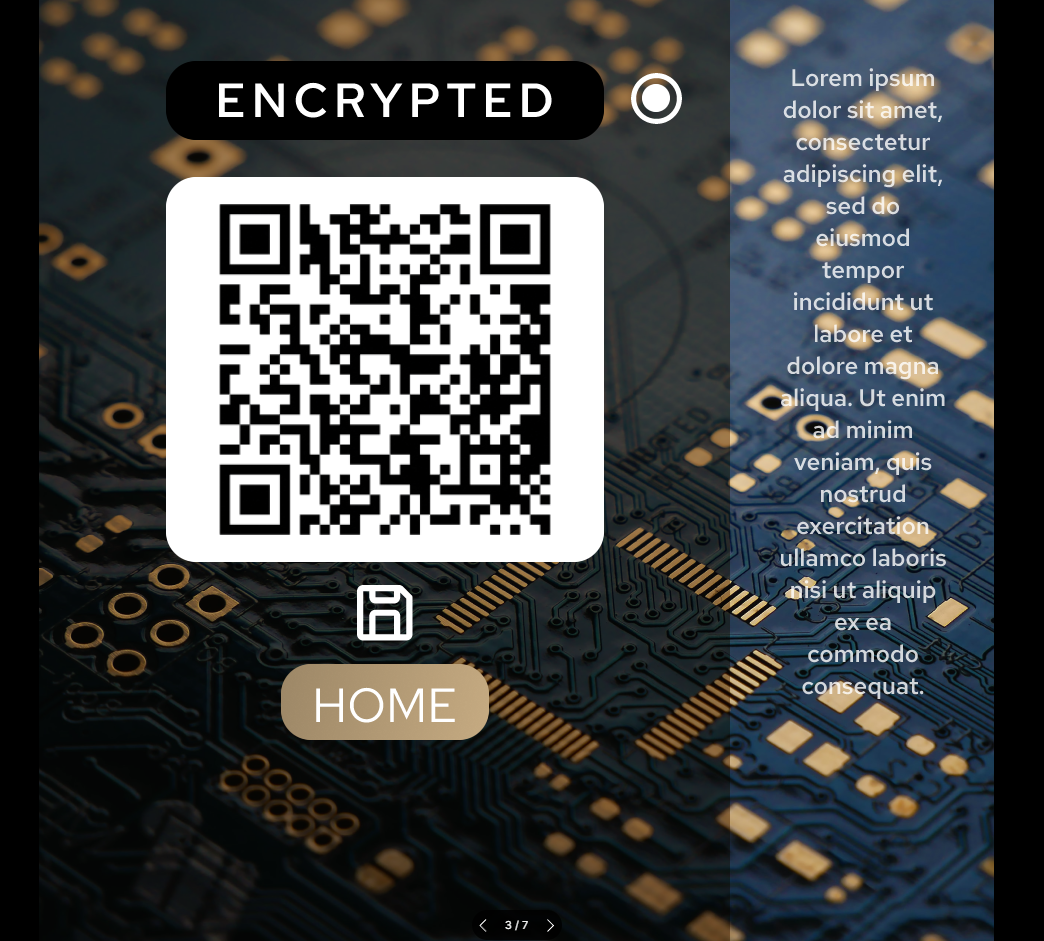 ENCRYPTED
HOME
Lorem ipsum
dolor sit amet,
consectetur
adipiscing elit,
sed do
eiusmod
tempor
incididunt ut
labore et
dolore magna
aliqua. Ut enim
ad minim
veniam, quis
nostrud
exercitation
ullamco laboris
nisi ut aliquip
ex ea
commodo
consequat.
3 / 7